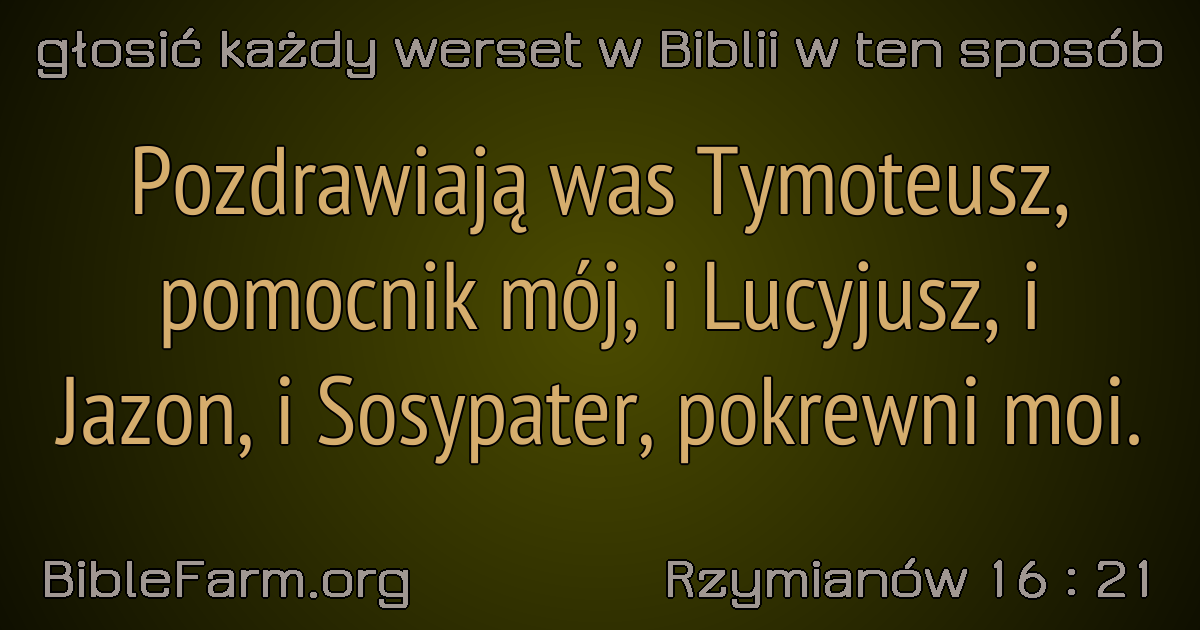 głosić każdy werset w Biblii w ten sposób
Pozdrawiają was Tymoteusz,
pomocnik mój, i Lucyjusz, i
Jazon, i Sosypater, pokrewni moi.
BibleFarm.org
Rzymianów 16 : 21